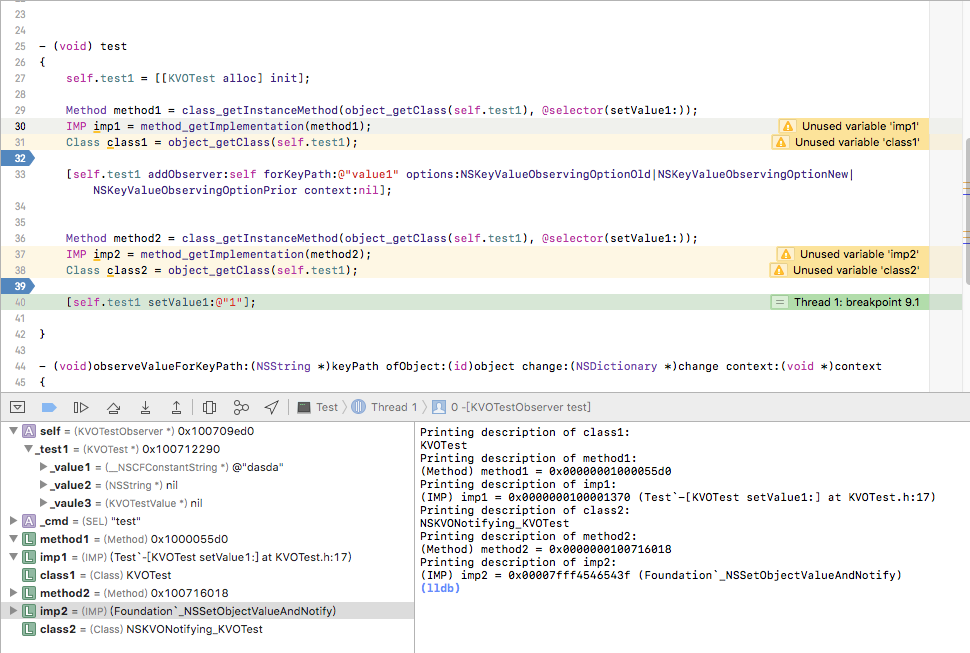 23
24
25 - (void) test
26 {
27 self.test1 = [[KVOTest alloc] init];
28
29 Method method1 = class_getInstanceMethod(object_getClass(self.test1), @selector(setValue1:));
30 IMP imp1 = method_getImplementation(method1); Unused variable 'imp1'
31 Class class1 = object_getClass(self.test1); Unused variable 'class1'
32
33 [self.test1 addObserver:self forKeyPath:@"value1" options:NSKeyValueObservingOptionOld|NSKeyValueObservingOptionNew|
NSKeyValueObservingOptionPrior context:nil];
34
35
36 Method method2 = class_getInstanceMethod(object_getClass(self.test1), @selector(setValue1:));
37 IMP imp2 = method_getImplementation(method2); Unused variable 'imp2'
38 Class class2 = object_getClass(self.test1); Unused variable 'class2'
39
40 [self.test1 setValue1:@"1"]; Thread 1: breakpoint 9.1
41
42 }
43
44 - (void)observeValueForKeyPath:(NSString *)keyPath ofObject:(id)object change:(NSDictionary *)change context:(void *)context
45 {
Test Thread 1 0 -[KVOTestObserver test]
A self = (KVOTestObserver *) 0x100709ed0
_test1 = (KVOTest *) 0x100712290
_value1 = (__NSCFConstantString *) @"dasda"
_value2 = (NSString *) nil
_vaule3 = (KVOTestValue *) nil
A _cmd = (SEL) "test"
L method1 = (Method) 0x1000055d0
L imp1 = (IMP) (Test`-[KVOTest setValue1:] at KVOTest.h:17)
L class1 = (Class) KVOTest
L method2 = (Method) 0x100716018
L imp2 = (IMP) (Foundation`_NSSetObjectValueAndNotify)
L class2 = (Class) NSKVONotifying_KVOTest
Printing description of class1:
KVOTest
Printing description of method1:
(Method) method1 = 0x00000001000055d0
Printing description of imp1:
(IMP) imp1 = 0x0000000100001370 (Test`-[KVOTest setValue1:] at KVOTest.h:17)
Printing description of class2:
NSKVONotifying_KVOTest
Printing description of method2:
(Method) method2 = 0x0000000100716018
Printing description of imp2:
(IMP) imp2 = 0x00007fff4546543f (Foundation`_NSSetObjectValueAndNotify)
(lldb)